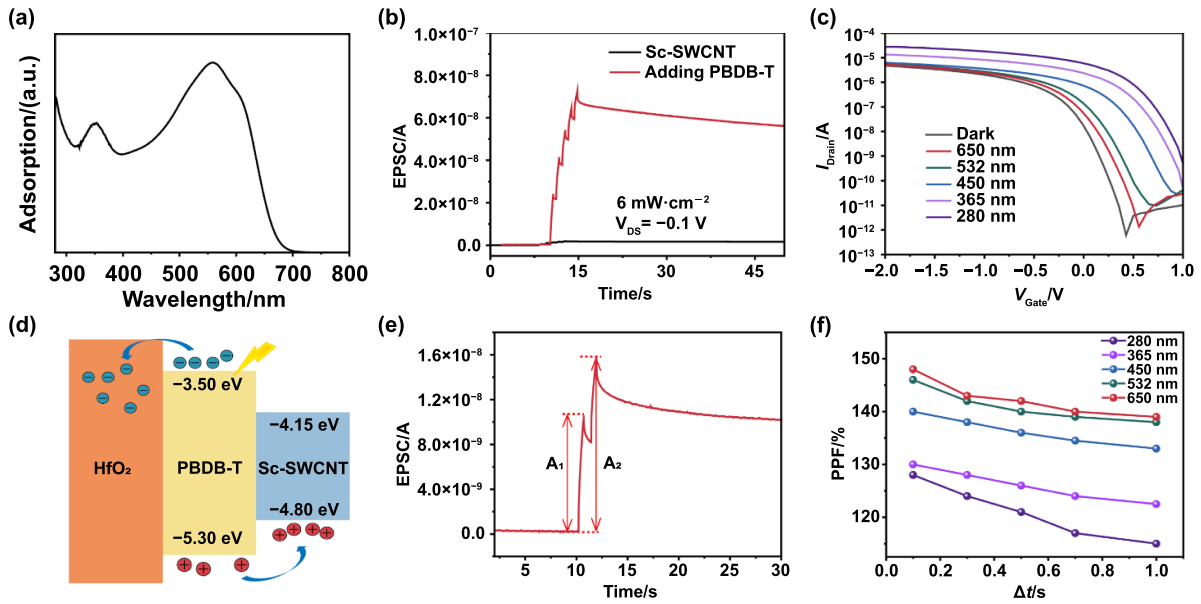 (a)
Adsorption/(a.u.)
300 400 500 600 700 800
Wavelength/nm
(b)
1.0×10⁻⁷
8.0×10⁻⁸
6.0×10⁻⁸
4.0×10⁻⁸
2.0×10⁻⁸
0.0
EPSC/A
Sc-SWCNT
Adding PBDB-T
6 mW·cm⁻²
V_DS= −0.1 V
0 15 30 45
Time/s
(c)
10⁻⁴
10⁻⁵
10⁻⁶
10⁻⁷
10⁻⁸
10⁻⁹
10⁻¹⁰
10⁻¹¹
10⁻¹²
10⁻¹³
I_Drain/A
Dark
650 nm
532 nm
450 nm
365 nm
280 nm
−2.0 −1.5 −1.0 −0.5 0.0 0.5 1.0
V_Gate/V
(d)
−3.50 eV
−4.15 eV
HfO₂
PBDB-T
Sc-SWCNT
−4.80 eV
−5.30 eV
(e)
1.6×10⁻⁸
1.2×10⁻⁸
8.0×10⁻⁹
4.0×10⁻⁹
0.0
EPSC/A
A₁
A₂
5 10 15 20 25 30
Time/s
(f)
150
140
130
120
PPF/%
280 nm
365 nm
450 nm
532 nm
650 nm
0.0 0.2 0.4 0.6 0.8 1.0
Δt/s